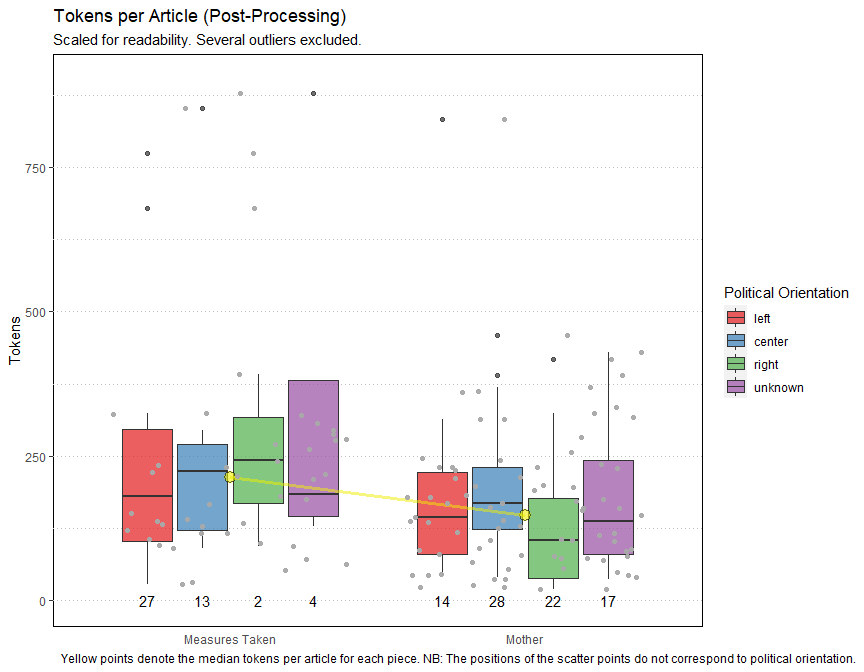 Tokens per Article (Post-Processing)
Scaled for readability. Several outliers excluded.
Tokens
750
500
250
0
27 13 2 4 14 28 22 17
Measures Taken Mother
Political Orientation
left
center
right
unknown
Yellow points denote the median tokens per article for each piece. NB: The positions of the scatter points do not correspond to political orientation.